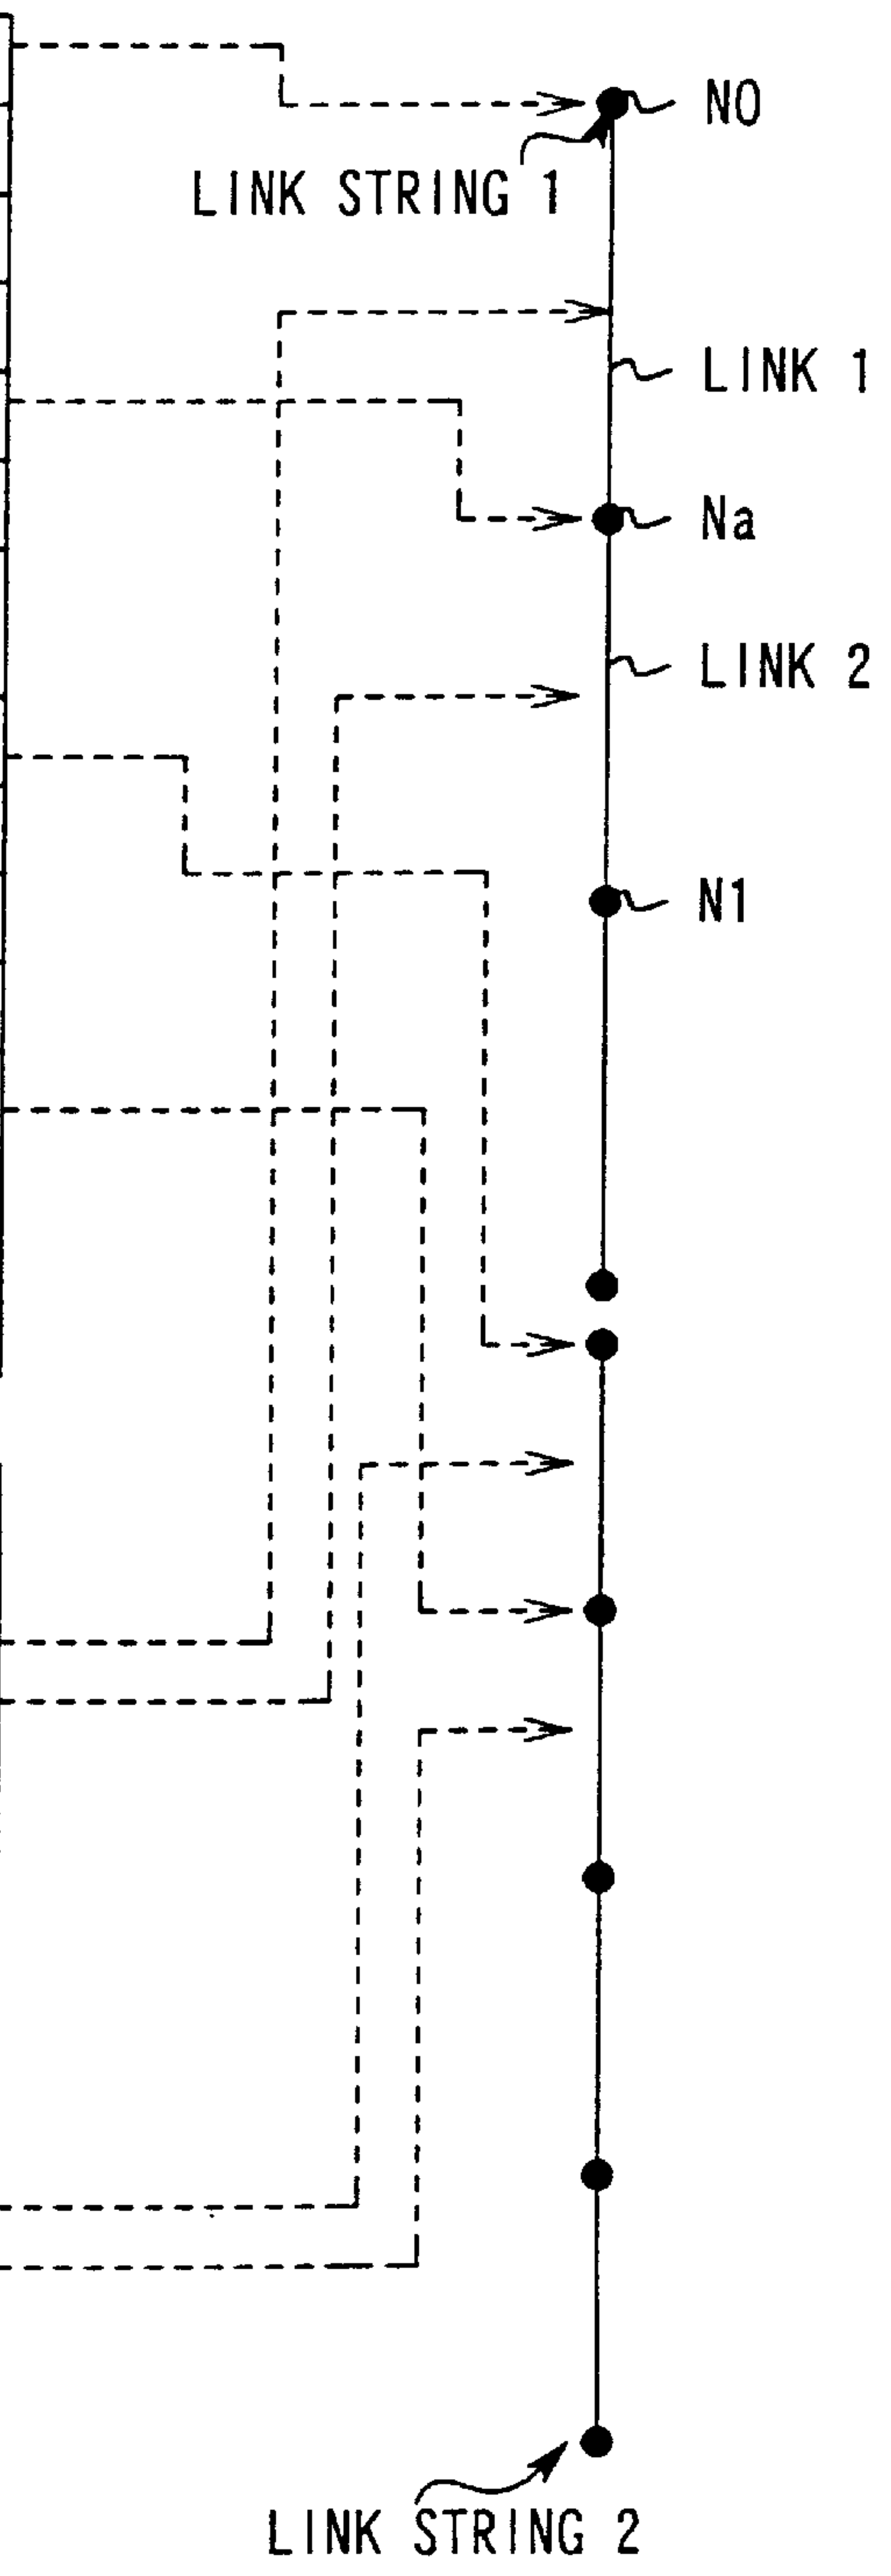 N0
LINK STRING 1
LINK 1
Na
LINK 2
N1
LINK STRING 2